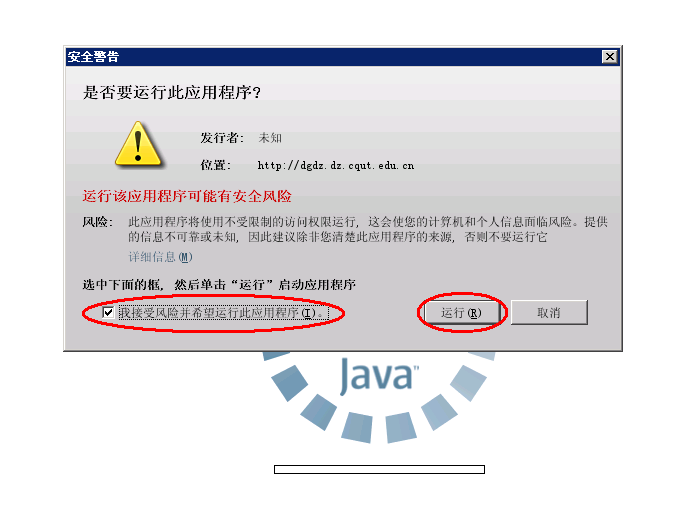 安全警告
是否要运行此应用程序?
发行者: 未知
位置: http://dgdz.dz.cqut.edu.cn
运行该应用程序可能有安全风险
风险: 此应用程序将使用不受限制的访问权限运行, 这会使您的计算机和个人信息面临风险。提供
的信息不可靠或未知, 因此建议除非您清楚此应用程序的来源, 否则不要运行它
详细信息(M)
选中下面的框, 然后单击“运行”启动应用程序
我接受风险并希望运行此应用程序(I)。
运行(R) 取消
Java™